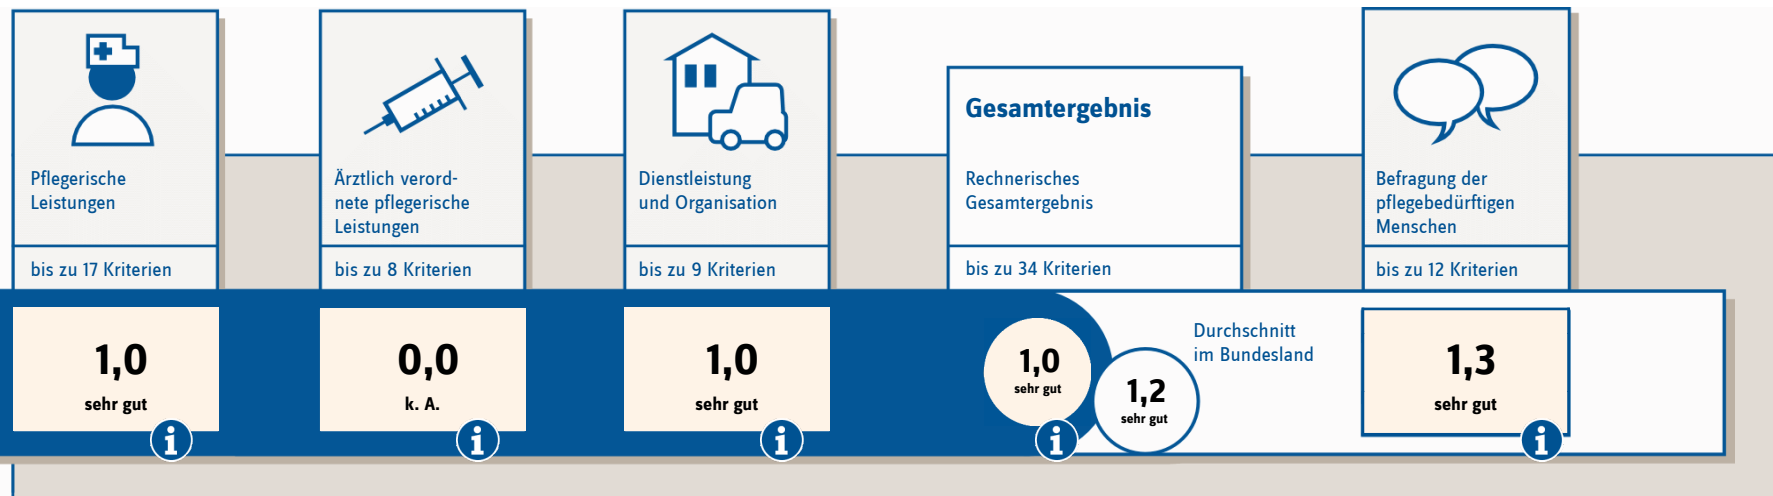 Pflegerische
Leistungen
bis zu 17 Kriterien
1,0
sehr gut
i
Ärztlich verord-
nete pflegerische
Leistungen
bis zu 8 Kriterien
0,0
k. A.
i
Dienstleistung
und Organisation
bis zu 9 Kriterien
1,0
sehr gut
i
Gesamtergebnis
Rechnerisches
Gesamtergebnis
bis zu 34 Kriterien
1,0
sehr gut
i
1,2
sehr gut
Durchschnitt
im Bundesland
Befragung der
pflegebedürftigen
Menschen
bis zu 12 Kriterien
1,3
sehr gut
i